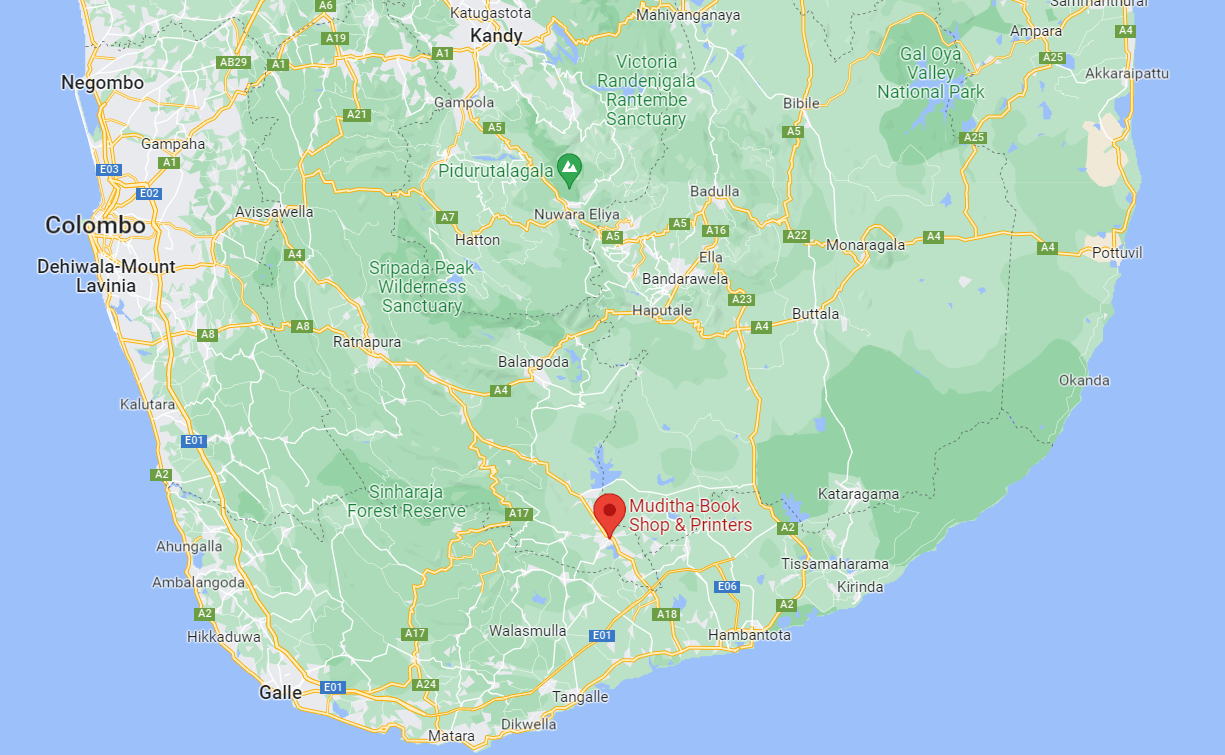 A6
Katugastota
Mahiyanganaya
Sammanthurai
A19
Kandy
Ampara
A4
AB29
A1
A1
Victoria
Randenigala
Rantembe
Sanctuary
Gal Oya
Valley
National Park
A25
Akkaraipattu
Negombo
Gampola
Bibile
A21
A5
A5
A25
Gampaha
A1
E03
E02
Pidurutalagala
Badulla
Avissawella
Colombo
A7
Nuwara Eliya
A5
A5
A16
A22
Hatton
Monaragala
A4
A4
Pottuvil
A4
Dehiwala-Mount
Lavinia
Sripada Peak
Wilderness
Sanctuary
Ella
Bandarawela
A23
Haputale
Buttala
A8
A8
A4
Ratnapura
Balangoda
A4
Okanda
Kalutara
E01
A2
Sinharaja
Forest Reserve
A17
Muditha Book
Shop & Printers
Kataragama
A2
Ahungalla
Tissamaharama
Ambalangoda
E06
Kirinda
A2
A18
A2
Hikkaduwa
A17
Walasmulla
E01
Hambantota
Galle
E01
A24
Tangalle
Dikwella
Matara